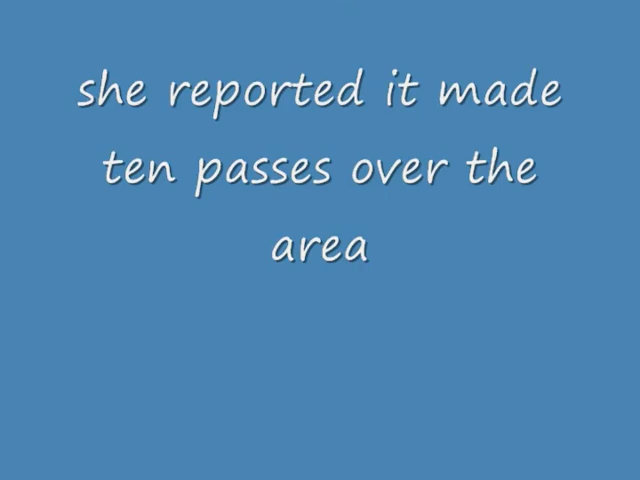 she reported it made
ten passes over the
area